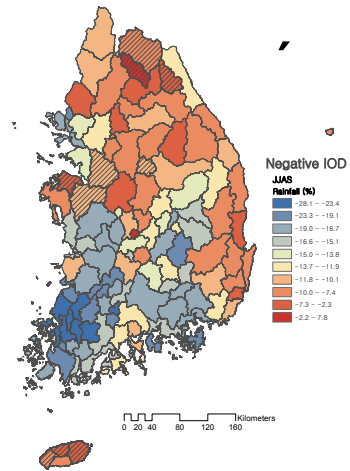 Negative IOD
JJAS
Rainfall (%)
-28.1 - -23.4
-23.3 - -19.1
-19.0 - -16.7
-16.6 - -15.1
-15.0 - -13.8
-13.7 - -11.9
-11.8 - -10.1
-10.0 - -7.4
-7.3 - -2.3
-2.2 - 7.8
Kilometers
0 20 40 80 120 160